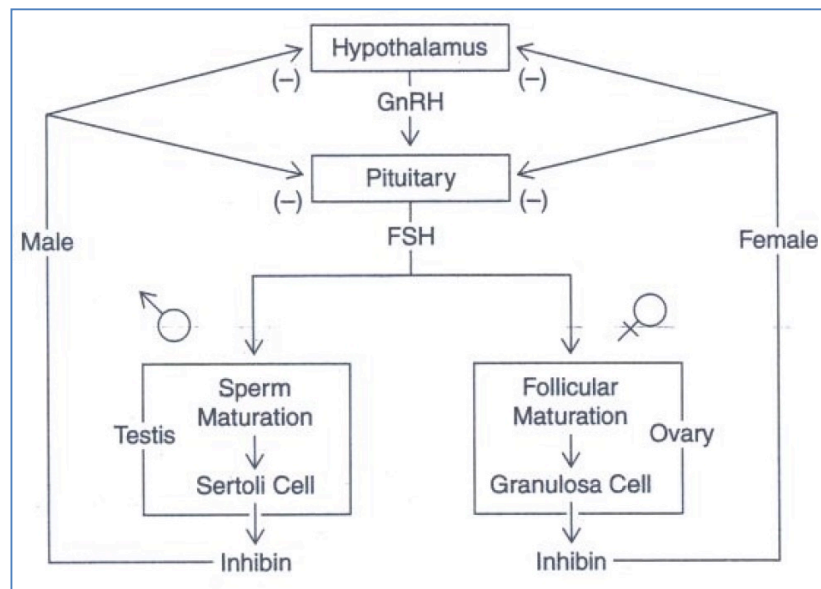 Hypothalamus
(−) (−)
GnRH
Pituitary
(−) (−)
FSH
Male Female
Sperm
Maturation
Testis
Sertoli Cell
Inhibin
Follicular
Maturation
Ovary
Granulosa Cell
Inhibin